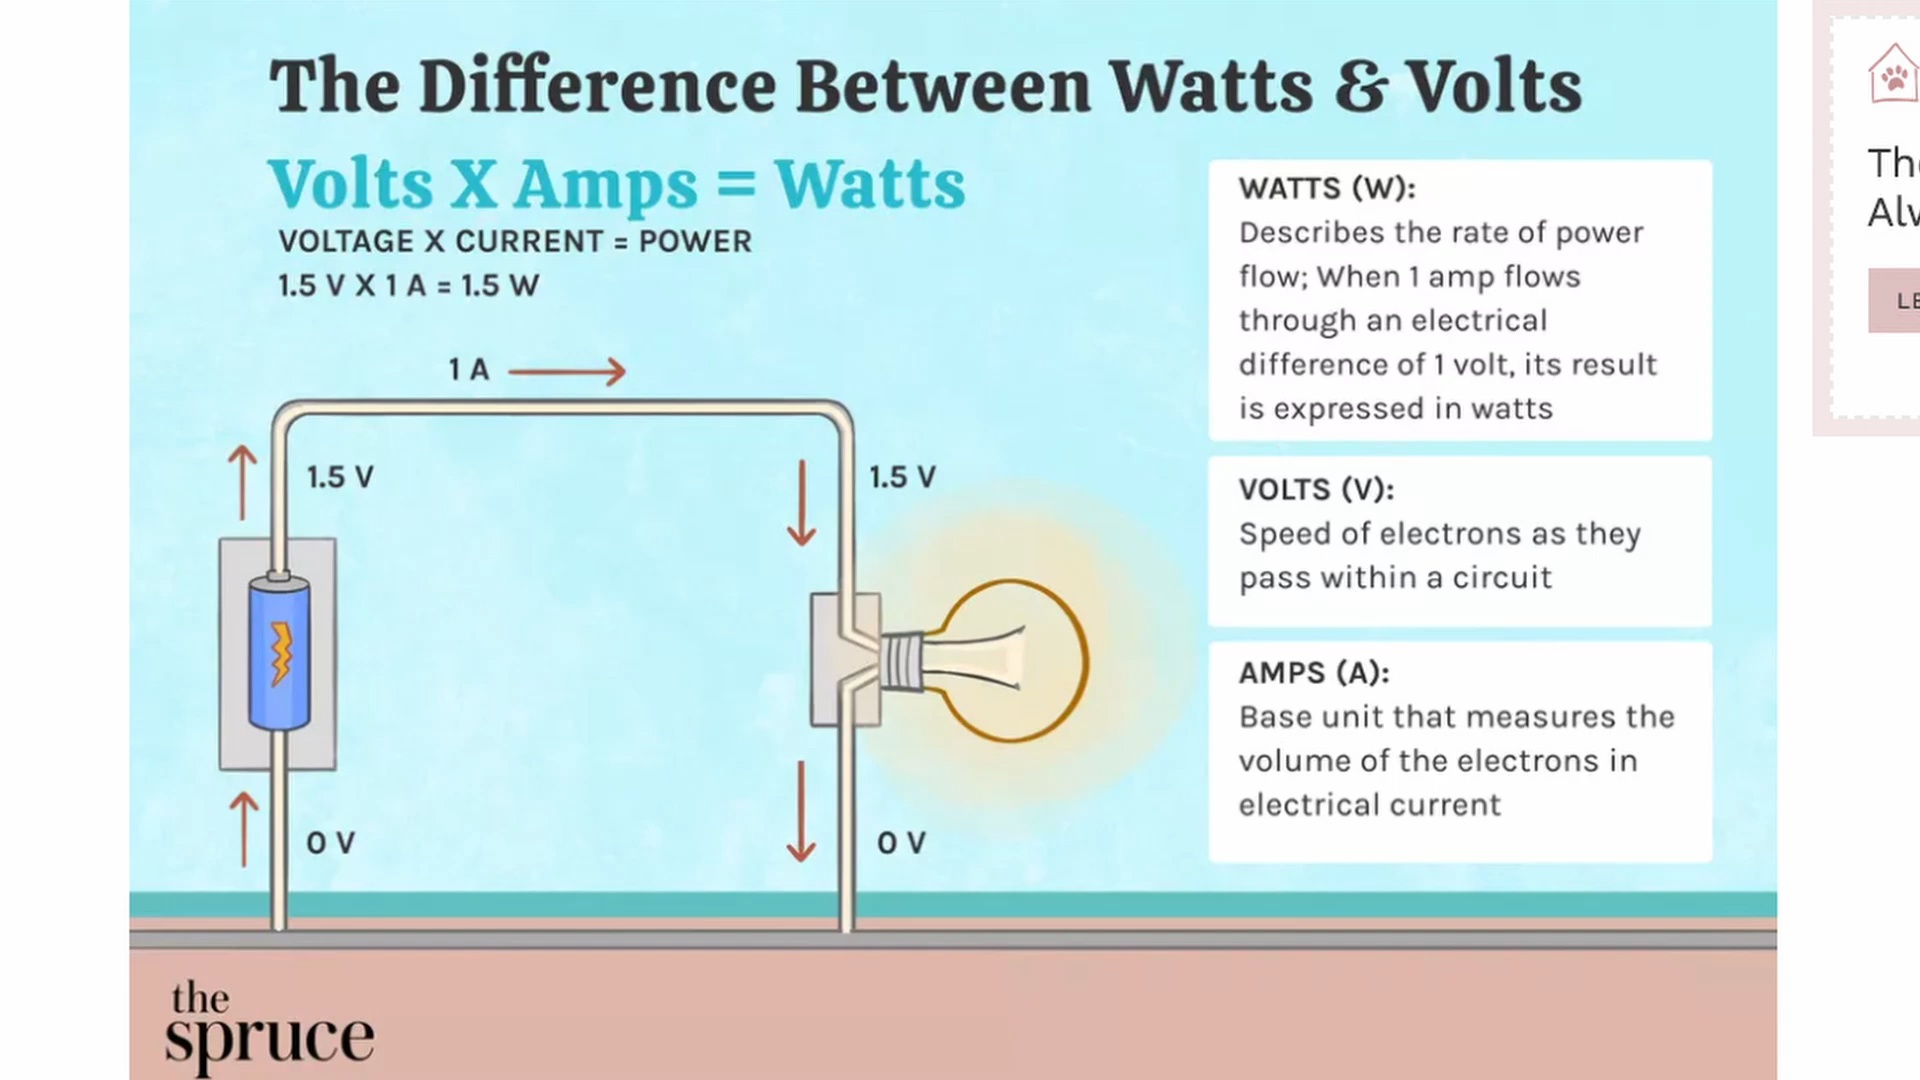 The Difference Between Watts & Volts
Volts X Amps = Watts
VOLTAGE X CURRENT = POWER
1.5 V X 1 A = 1.5 W
1 A
1.5 V
1.5 V
0 V
0 V
WATTS (W):
Describes the rate of power
flow; When 1 amp flows
through an electrical
difference of 1 volt, its result
is expressed in watts
VOLTS (V):
Speed of electrons as they
pass within a circuit
AMPS (A):
Base unit that measures the
volume of the electrons in
electrical current
the
spruce